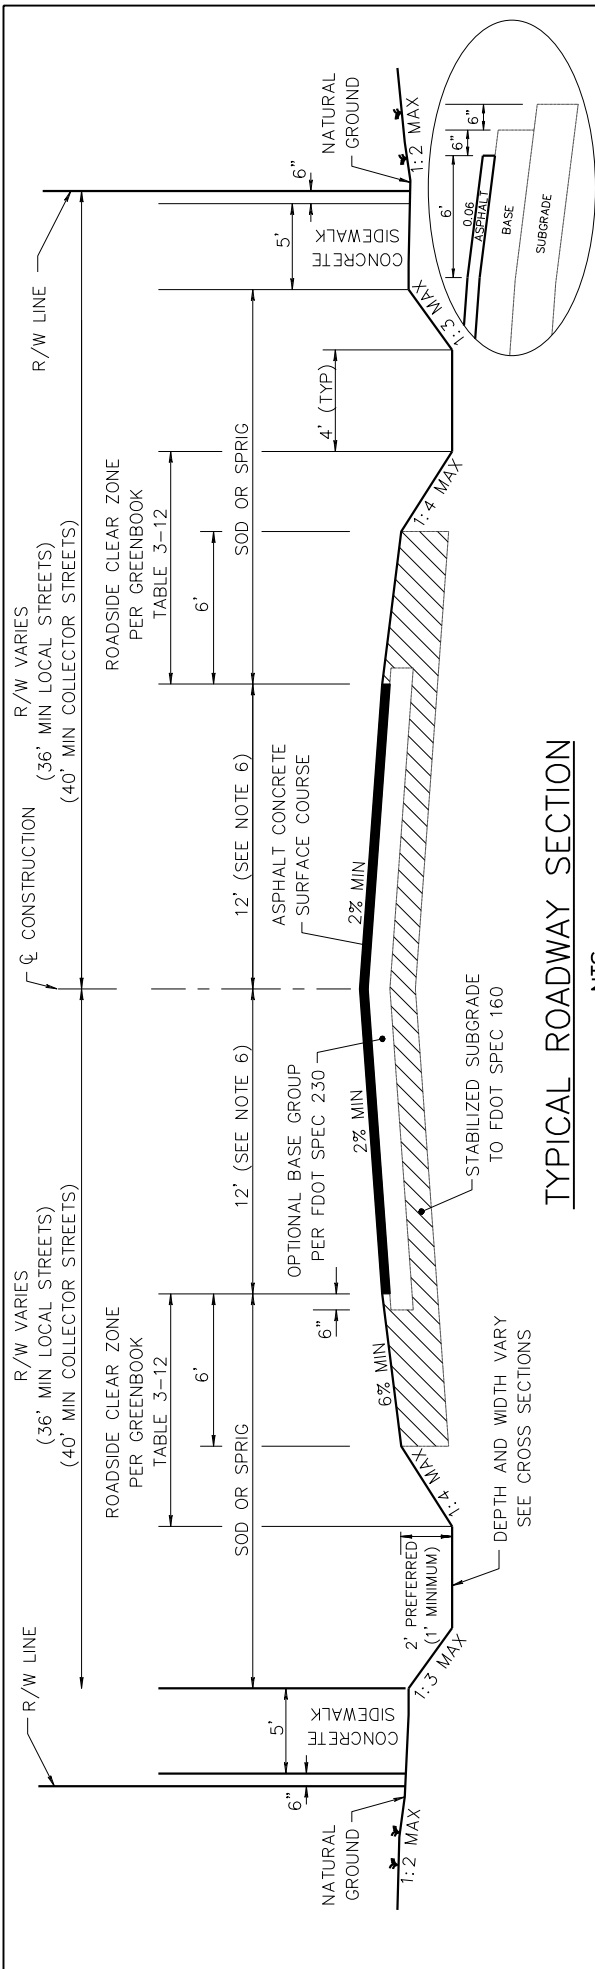 R/W VARIES
(36' MIN LOCAL STREETS)
(40' MIN COLLECTOR STREETS)
℄ CONSTRUCTION
R/W VARIES
(36' MIN LOCAL STREETS)
(40' MIN COLLECTOR STREETS)
R/W LINE
R/W LINE
ROADSIDE CLEAR ZONE
PER GREENBOOK
TABLE 3-12
ROADSIDE CLEAR ZONE
PER GREENBOOK
TABLE 3-12
6'
6'
SOD OR SPRIG
12' (SEE NOTE 6)
12' (SEE NOTE 6)
SOD OR SPRIG
6"
5'
CONCRETE
SIDEWALK
NATURAL
GROUND
1:2 MAX
1:3 MAX
2' PREFERRED
(1' MINIMUM)
1:4 MAX
6% MIN
6"
OPTIONAL BASE GROUP
PER FDOT SPEC 230
2% MIN
2% MIN
ASPHALT CONCRETE
SURFACE COURSE
1:4 MAX
4' (TYP)
1:3 MAX
5'
CONCRETE
SIDEWALK
6"
NATURAL
GROUND
1:2 MAX
DEPTH AND WIDTH VARY
SEE CROSS SECTIONS
STABILIZED SUBGRADE
TO FDOT SPEC 160
6'
6"
6"
0.06
ASPHALT
BASE
SUBGRADE
TYPICAL ROADWAY SECTION
NTS